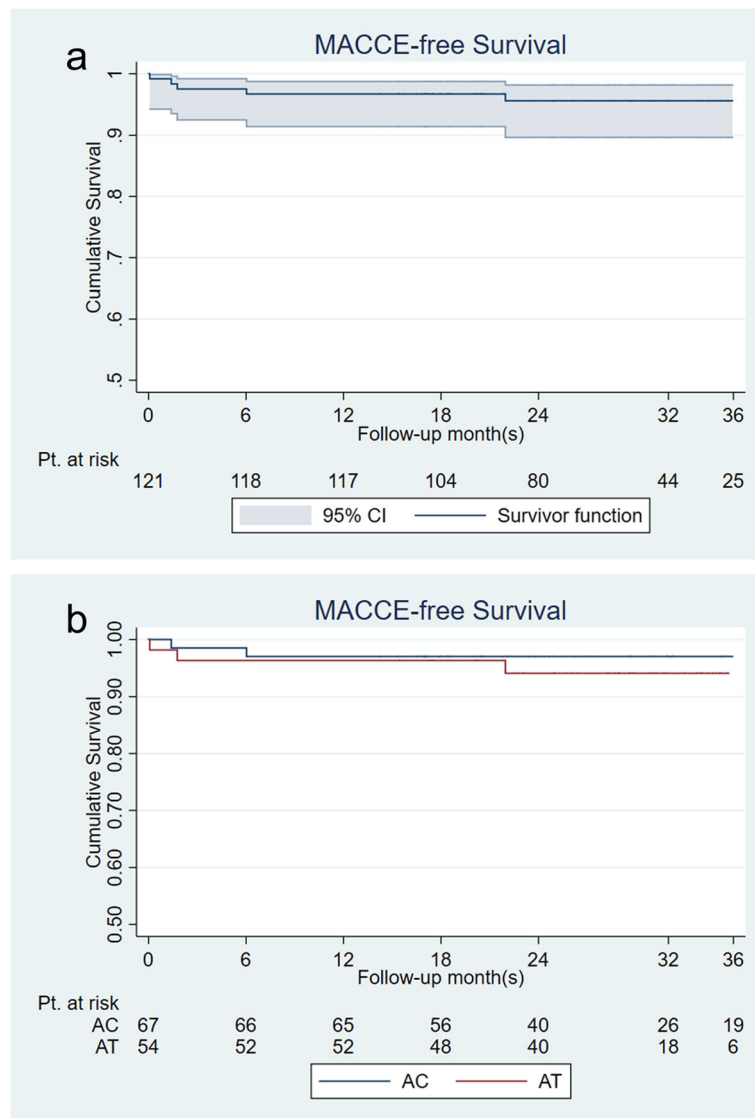 a
MACCE-free Survival
Cumulative Survival
1
.9
.8
.7
.6
.5
0 6 12 18 24 32 36
Follow-up month(s)
Pt. at risk
121 118 117 104 80 44 25
95% CI Survivor function
b
MACCE-free Survival
Cumulative Survival
1.00
0.90
0.80
0.70
0.60
0.50
0 6 12 18 24 32 36
Follow-up month(s)
Pt. at risk
AC 67 66 65 56 40 26 19
AT 54 52 52 48 40 18 6
AC AT